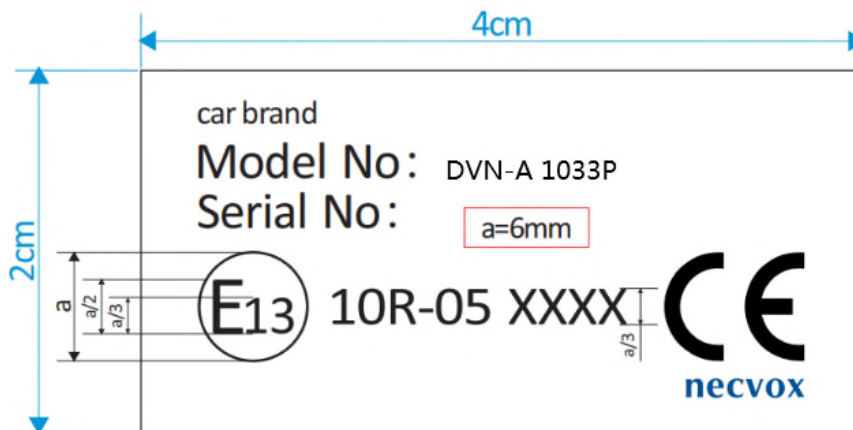 4cm
car brand
Model No: DVN-A 1033P
Serial No:
a=6mm
2cm
a
a/2
a/3
E13 10R-05 XXXX
a/3
CE
necvox